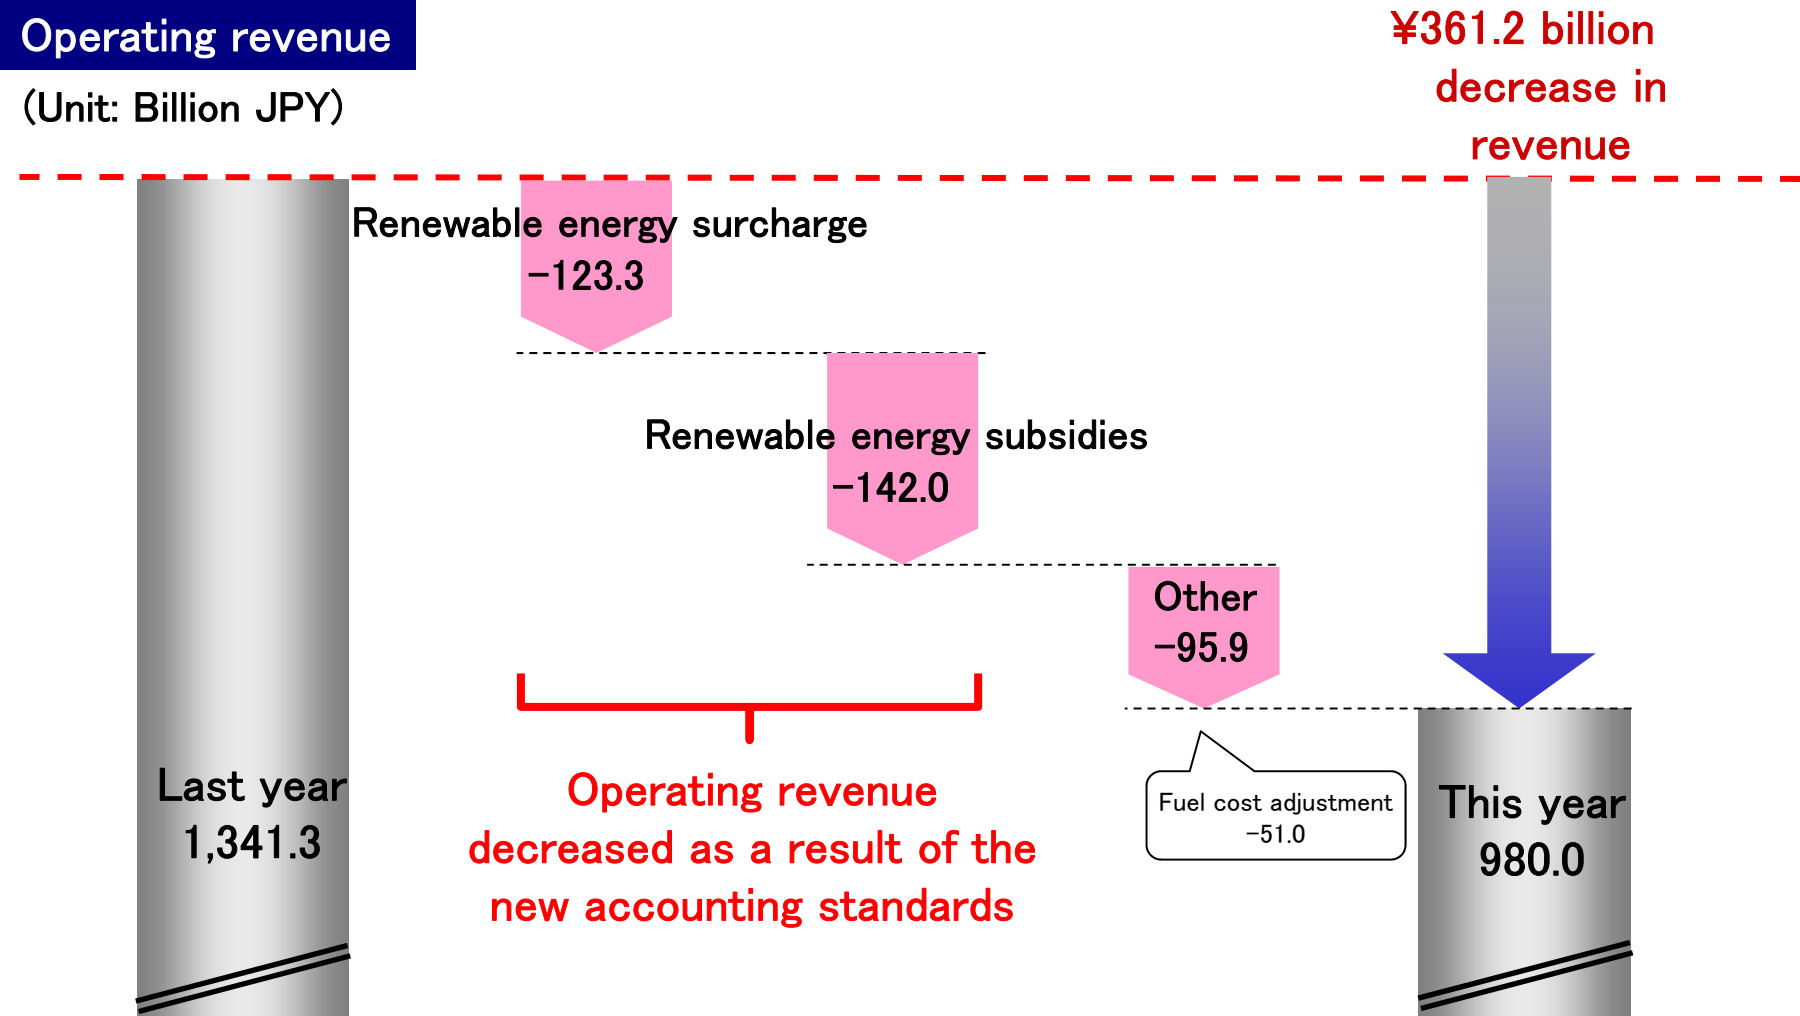 Operating revenue
(Unit: Billion JPY)
¥361.2 billion
decrease in
revenue
Renewable energy surcharge
−123.3
Renewable energy subsidies
−142.0
Other
−95.9
Fuel cost adjustment
−51.0
Operating revenue
decreased as a result of the
new accounting standards
Last year
1,341.3
This year
980.0